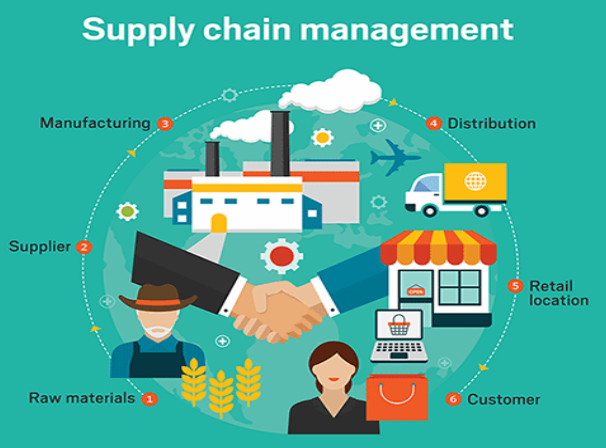 Supply chain management
Manufacturing 3
4 Distribution
Supplier 2
OPEN
5 Retail
location
Raw materials 1
6 Customer